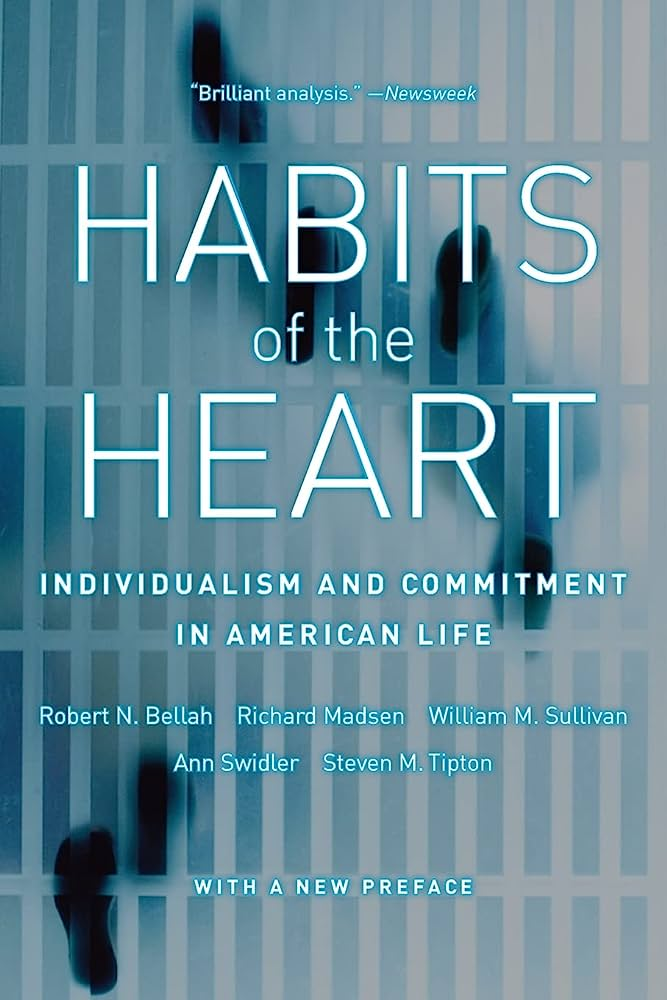 “Brilliant analysis.” —Newsweek
HABITS
of the
HEART
INDIVIDUALISM AND COMMITMENT
IN AMERICAN LIFE
Robert N. Bellah Richard Madsen William M. Sullivan
Ann Swidler Steven M. Tipton
WITH A NEW PREFACE